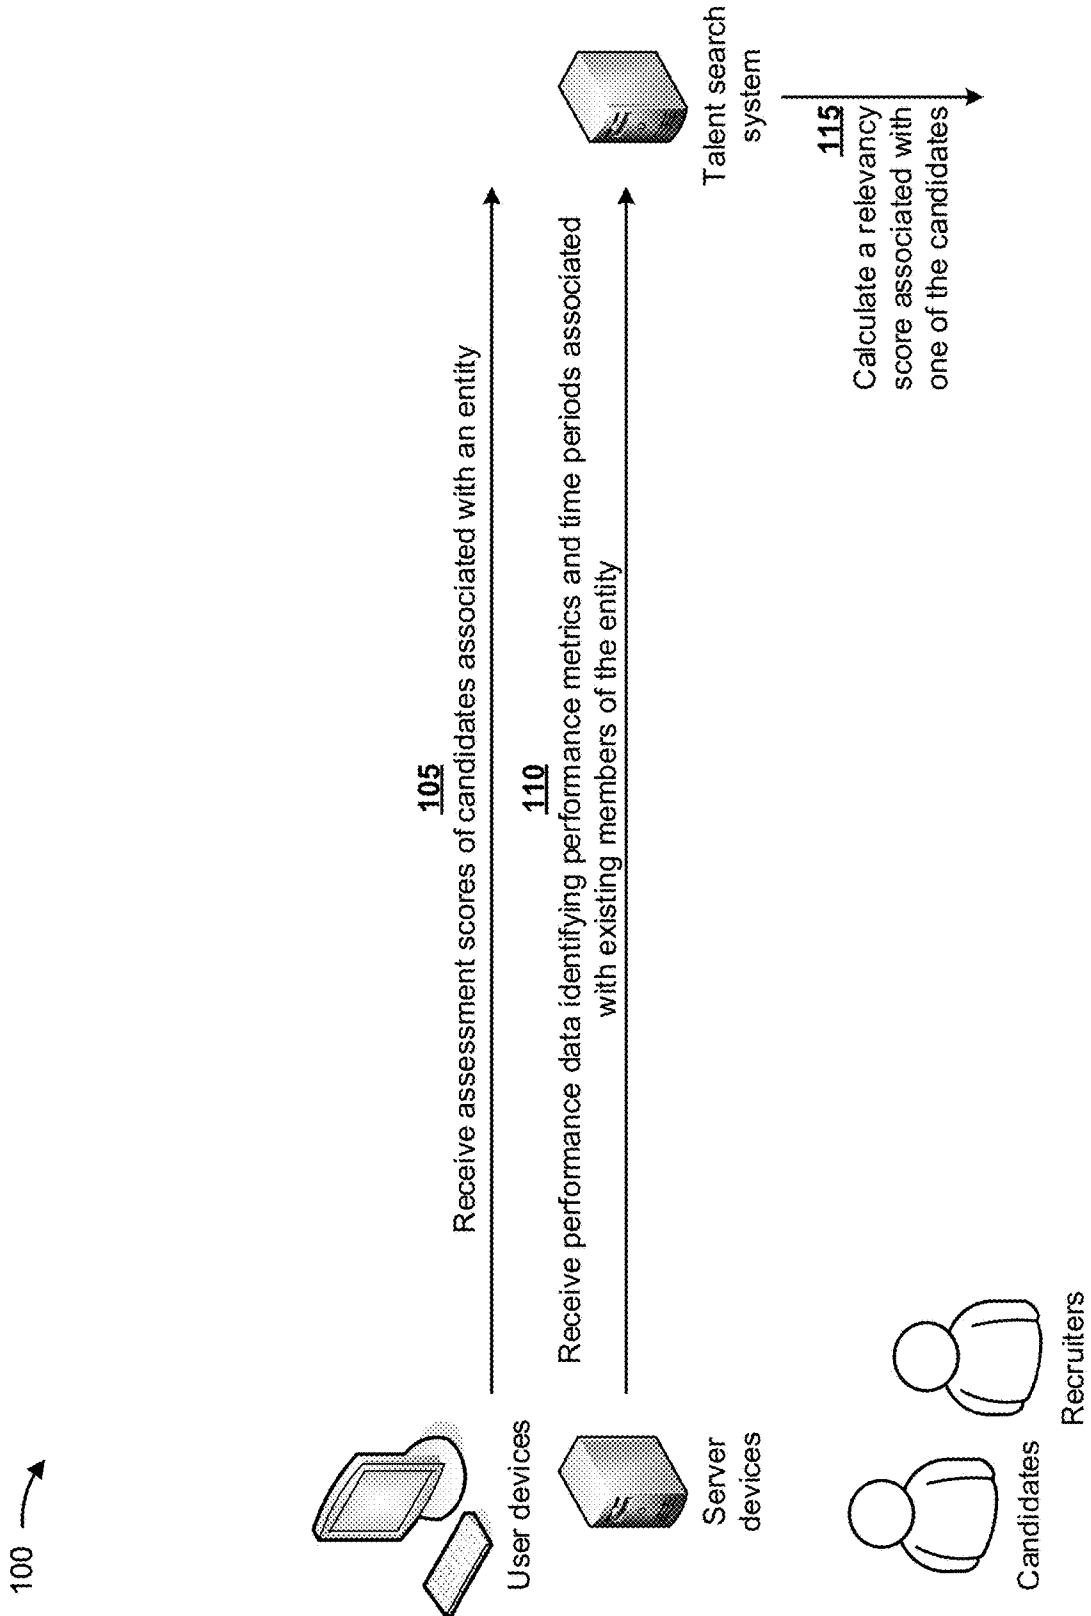 100
105
Receive assessment scores of candidates associated with an entity
110
Receive performance data identifying performance metrics and time periods associated
with existing members of the entity
User devices
Server
devices
Talent search
system
115
Calculate a relevancy
score associated with
one of the candidates
Candidates
Recruiters